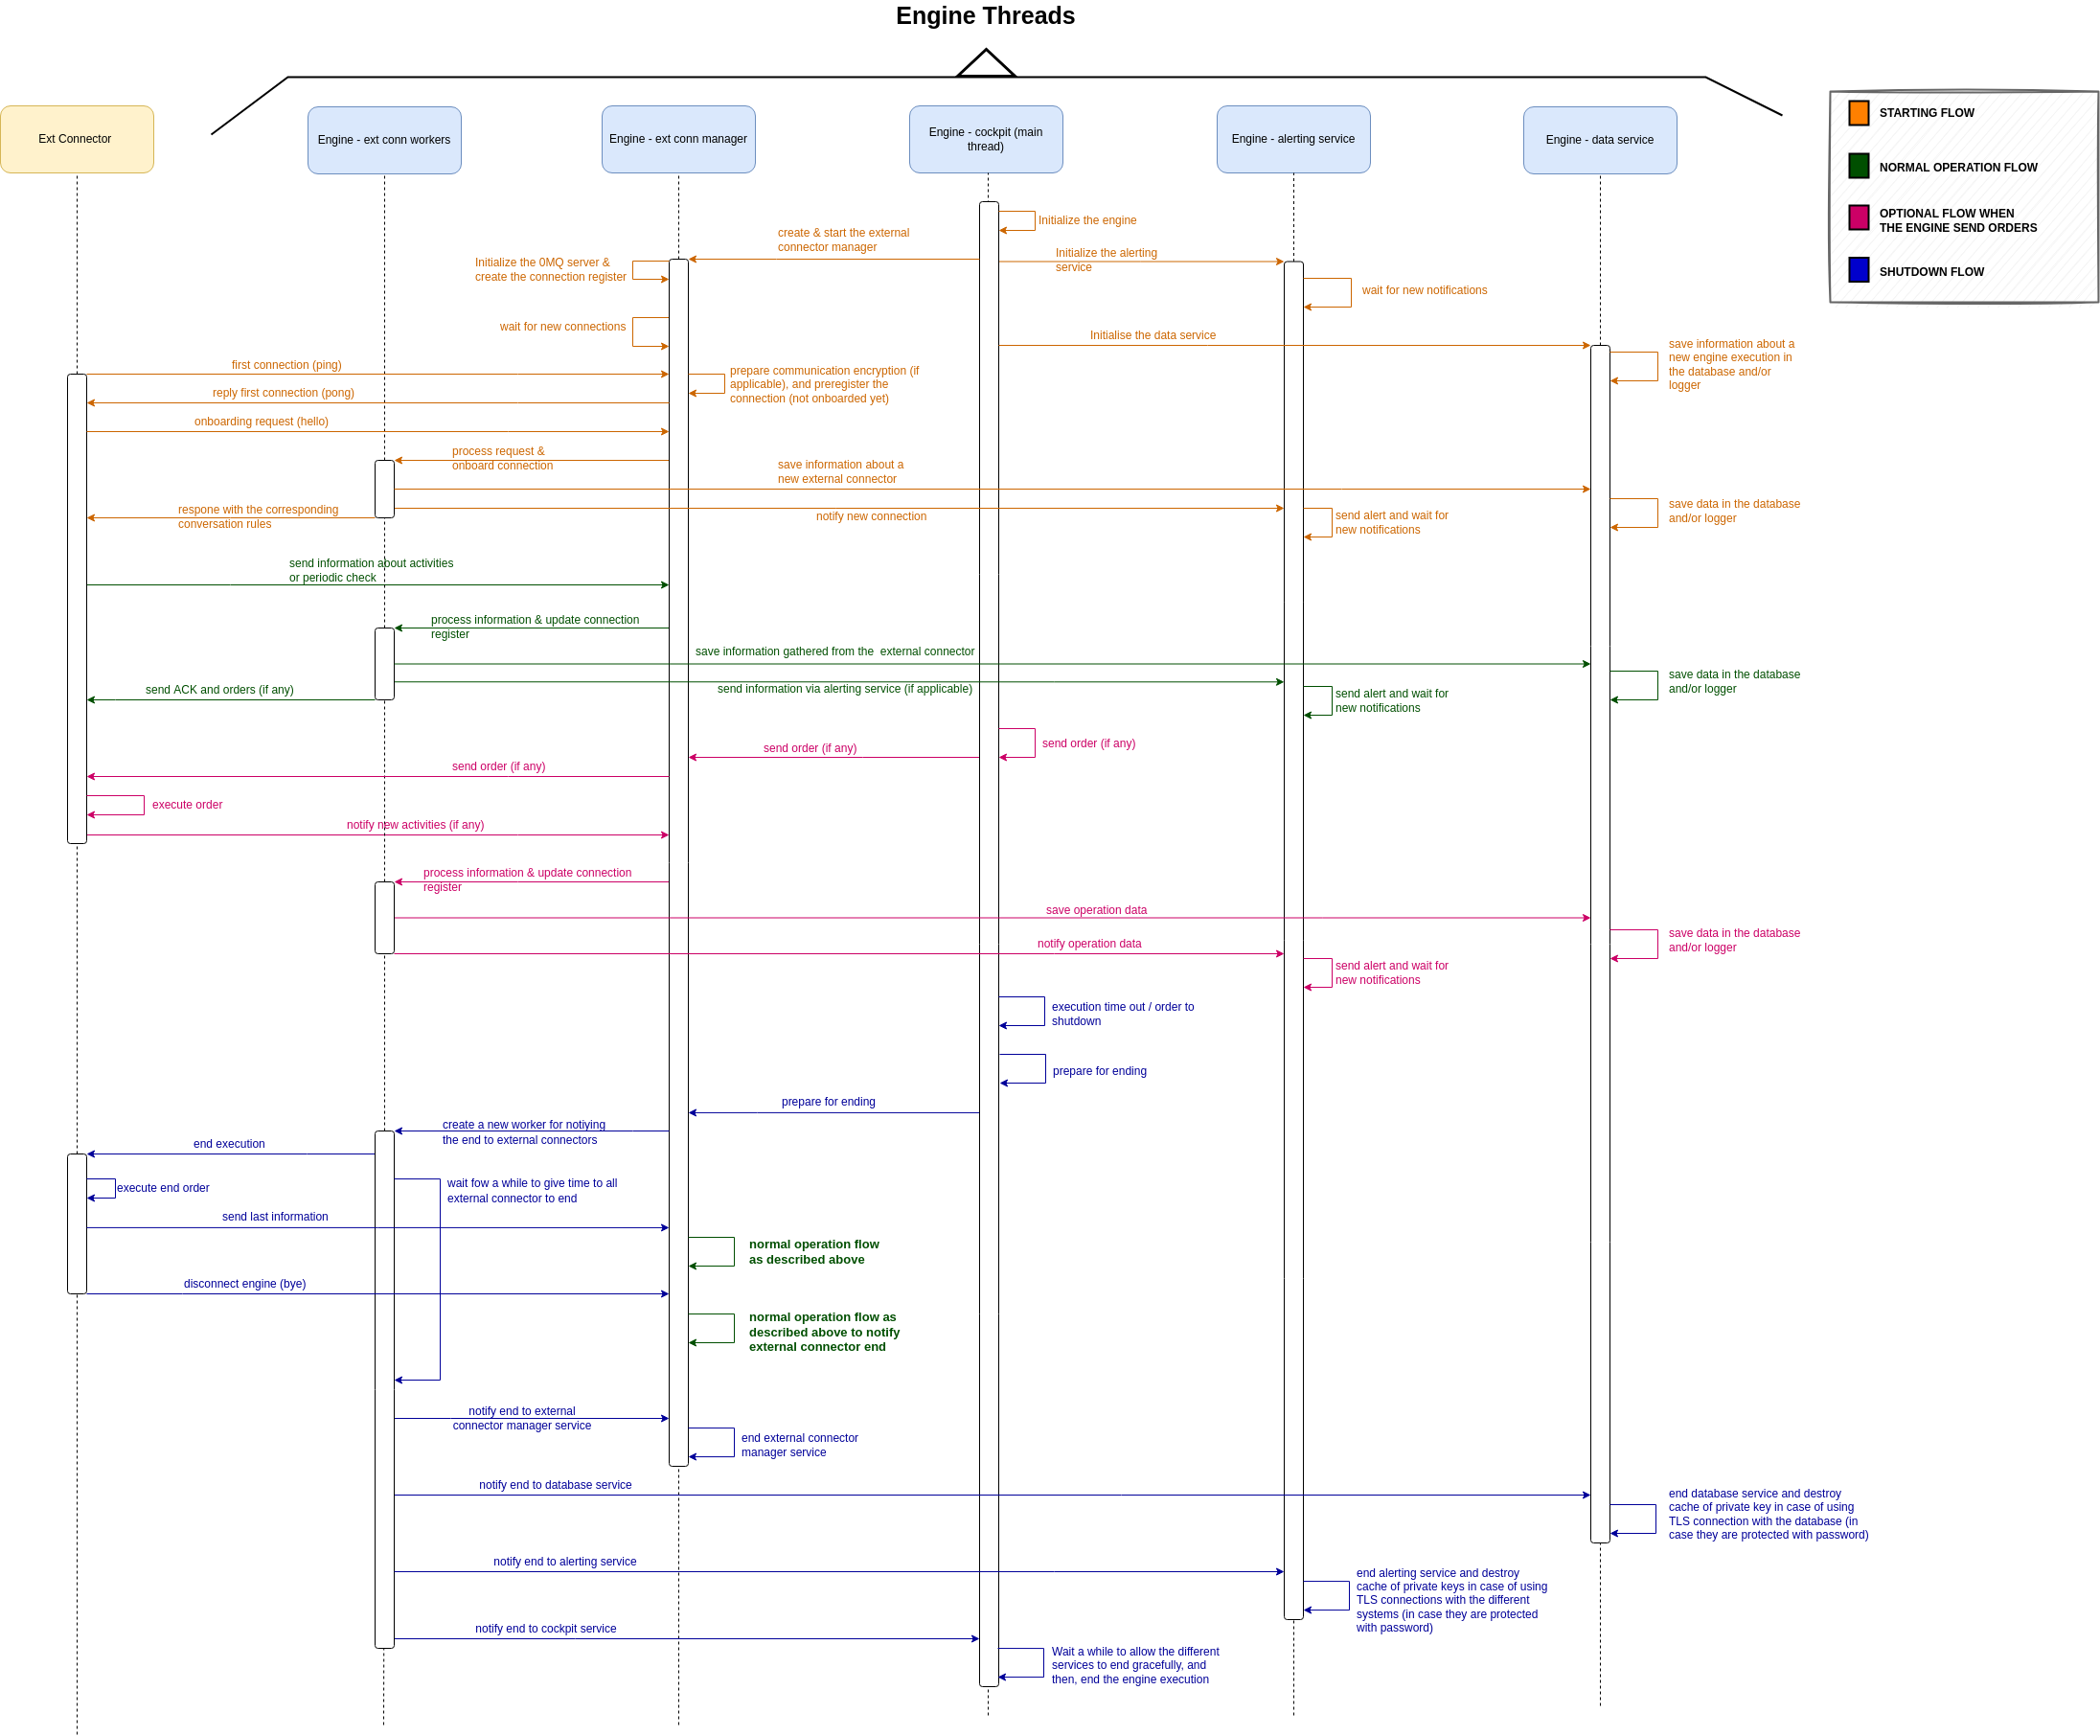 Engine Threads
Ext Connector
Engine - ext conn workers
Engine - ext conn manager
Engine - cockpit (main
thread)
Engine - alerting service
Engine - data service
STARTING FLOW
NORMAL OPERATION FLOW
OPTIONAL FLOW WHEN
THE ENGINE SEND ORDERS
SHUTDOWN FLOW
Initialize the engine
create & start the external
connector manager
Initialize the alerting
service
Initialize the 0MQ server &
create the connection register
wait for new notifications
wait for new connections
Initialise the data service
save information about a
new engine execution in
the database and/or
logger
first connection (ping)
prepare communication encryption (if
applicable), and preregister the
connection (not onboarded yet)
reply first connection (pong)
onboarding request (hello)
process request &
onboard connection
save information about a
new external connector
save data in the database
and/or logger
respone with the corresponding
conversation rules
notify new connection
send alert and wait for
new notifications
send information about activities
or periodic check
process information & update connection
register
save information gathered from the  external connector
save data in the database
and/or logger
send ACK and orders (if any)
send information via alerting service (if applicable)
send alert and wait for
new notifications
send order (if any)
send order (if any)
send order (if any)
execute order
notify new activities (if any)
process information & update connection
register
save operation data
save data in the database
and/or logger
notify operation data
send alert and wait for
new notifications
execution time out / order to
shutdown
prepare for ending
prepare for ending
create a new worker for notiying
the end to external connectors
end execution
execute end order
wait fow a while to give time to all
external connector to end
send last information
normal operation flow
as described above
disconnect engine (bye)
normal operation flow as
described above to notify
external connector end
notify end to external
connector manager service
end external connector
manager service
notify end to database service
end database service and destroy
cache of private key in case of using
TLS connection with the database (in
case they are protected with password)
notify end to alerting service
end alerting service and destroy
cache of private keys in case of using
TLS connections with the different
systems (in case they are protected
with password)
notify end to cockpit service
Wait a while to allow the different
services to end gracefully, and
then, end the engine execution